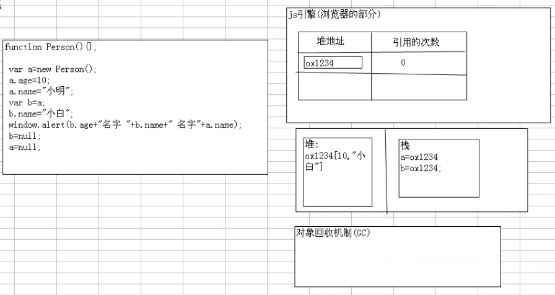 function Person(){};
var a=new Person();
a.age=10;
a.name="小明";
var b=a;
b.name="小白";
window.alert(b.age+"名字 "+b.name+" 名字"+a.name);
b=null;
a=null;
js引擎(浏览器的部分)
堆地址 引用的次数
ox1234 0
堆:
ox1234[10,"小
白"]
栈
a=ox1234
b=ox1234;
对象回收机制(GC)